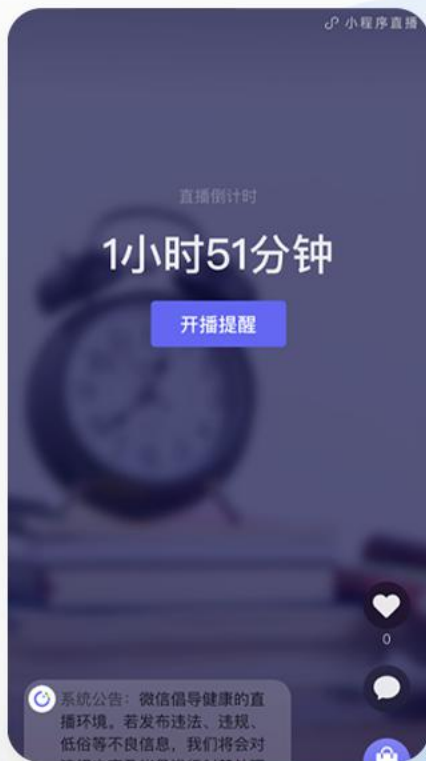 小程序直播
直播倒计时
1小时51分钟
开播提醒
0
系统公告：微信倡导健康的直
播环境。若发布违法、违规、
低俗等不良信息，我们将会对